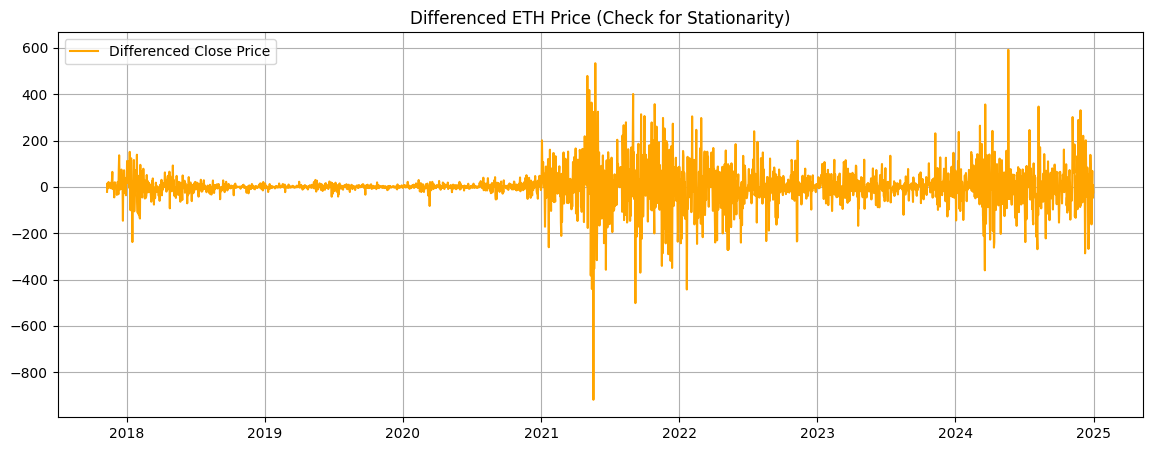 Differenced ETH Price (Check for Stationarity)
Differenced Close Price
600
400
200
0
−200
−400
−600
−800
2018 2019 2020 2021 2022 2023 2024 2025